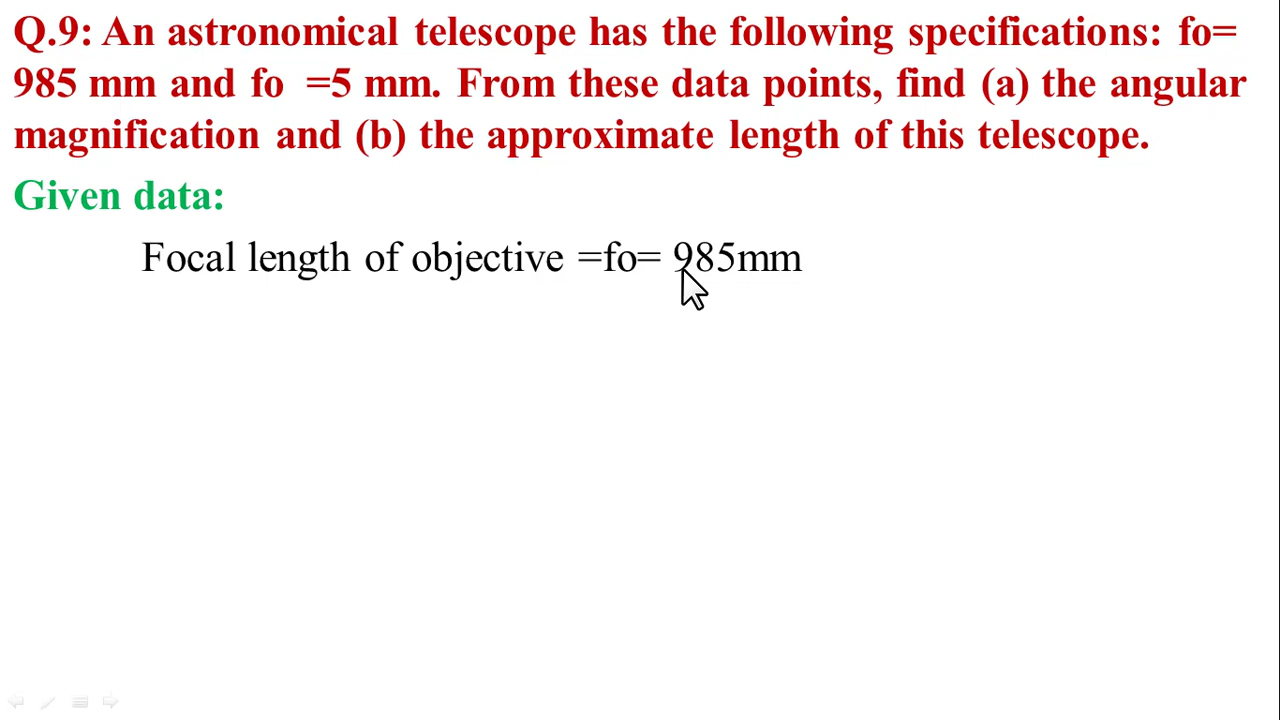 Q.9: An astronomical telescope has the following specifications: fo=
985 mm and fo =5 mm. From these data points, find (a) the angular
magnification and (b) the approximate length of this telescope.
Given data:
Focal length of objective =fo= 985mm